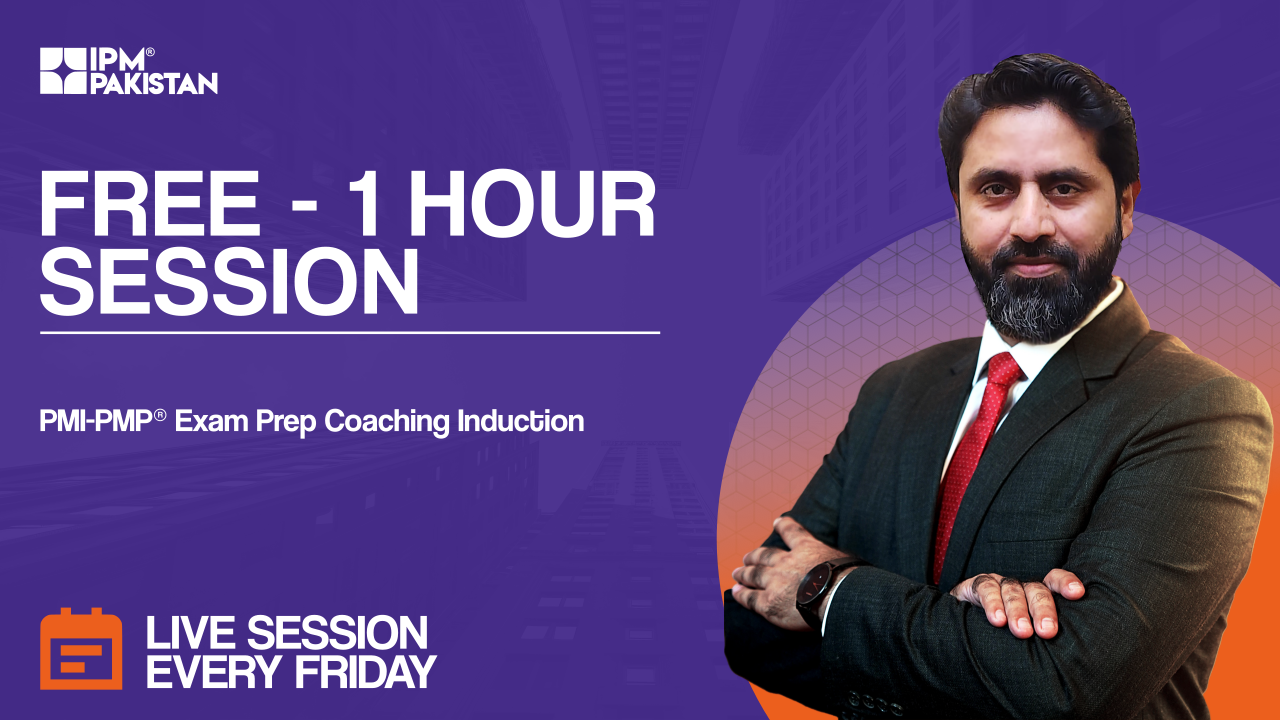 IPM®
PAKISTAN
FREE - 1 HOUR
SESSION
PMI-PMP® Exam Prep Coaching Induction
LIVE SESSION
EVERY FRIDAY